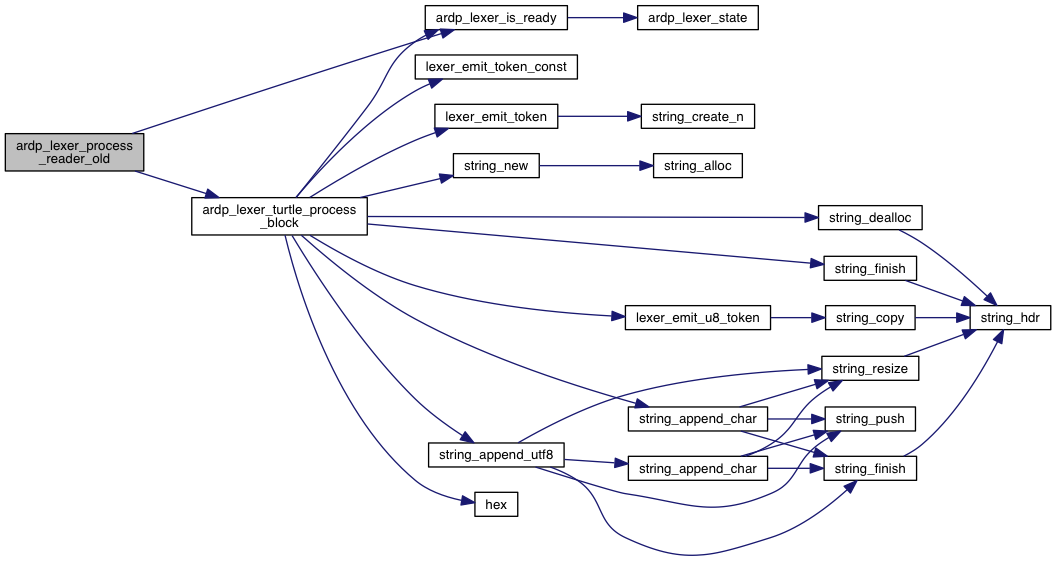 ardp_lexer_is_ready
ardp_lexer_state
lexer_emit_token_const
lexer_emit_token
string_create_n
ardp_lexer_process
_reader_old
string_new
string_alloc
ardp_lexer_turtle_process
_block
string_dealloc
string_finish
lexer_emit_u8_token
string_copy
string_hdr
string_resize
string_append_char
string_push
string_append_utf8
string_append_char
string_finish
hex